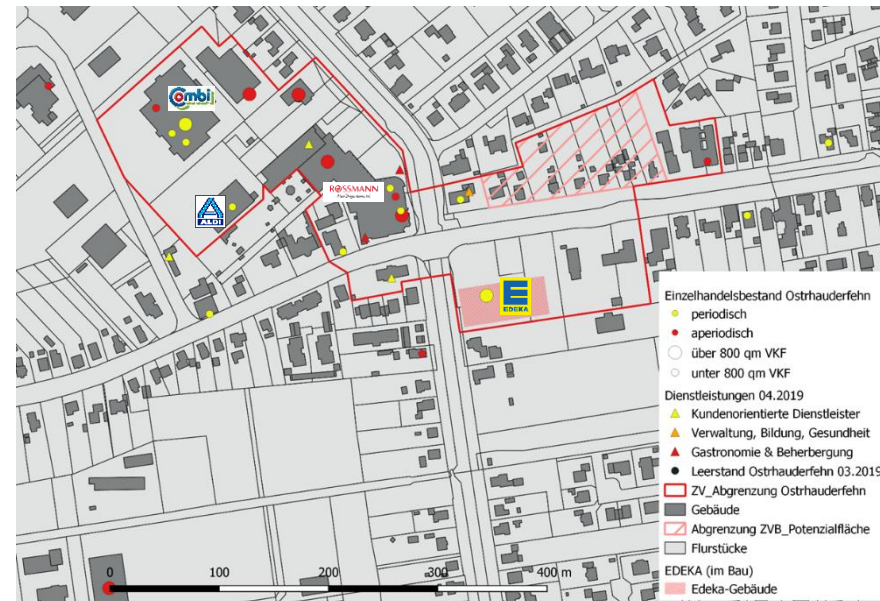 Combi
ALDI
ROSSMANN
EDEKA
Einzelhandelsbestand Ostrhauderfehn
periodisch
aperiodisch
über 800 qm VKF
unter 800 qm VKF
Dienstleistungen 04.2019
Kundenorientierte Dienstleister
Verwaltung, Bildung, Gesundheit
Gastronomie & Beherbergung
Leerstand Ostrhauderfehn 03.2019
ZV_Abgrenzung Ostrhauderfehn
Gebäude
Abgrenzung ZVB_Potenzialfläche
Flurstücke
EDEKA (im Bau)
Edeka-Gebäude
0 100 200 300 400 m